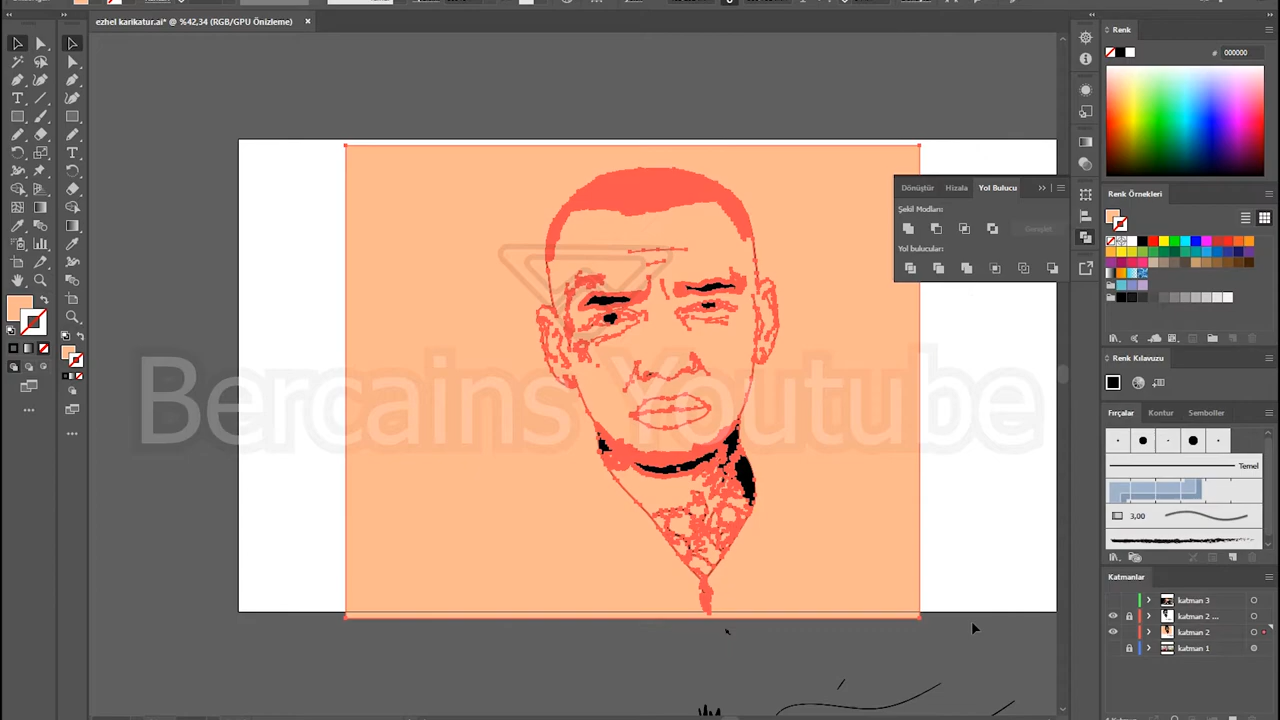 ezhel karikatur.ai* @ %42,34 (RGB/GPU Önizleme) ×
Renk
# 000000
Dönüştür Hizala Yol Bulucu
Şekil Modları:
Genişlet
Yol bulucular:
Renk Örnekleri
Bercains Youtube
Renk Kılavuzu
Fırçalar Kontur Semboller
Temel
3,00
Katmanlar
katman 3
katman 2 ...
katman 2
katman 1